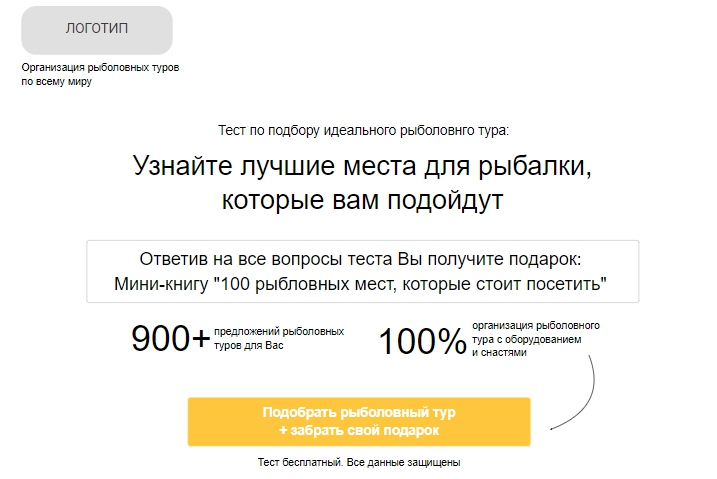 ЛОГОТИП
Организация рыболовных туров
по всему миру
Тест по подбору идеального рыболовнго тура:
Узнайте лучшие места для рыбалки,
которые вам подойдут
Ответив на все вопросы теста Вы получите подарок:
Мини-книгу "100 рыбловных мест, которые стоит посетить"
900+
предложений рыболовных
туров для Вас
100%
организация рыболовного
тура с оборудованием
и снастями
Подобрать рыболовный тур
+ забрать свой подарок
Тест бесплатный. Все данные защищены